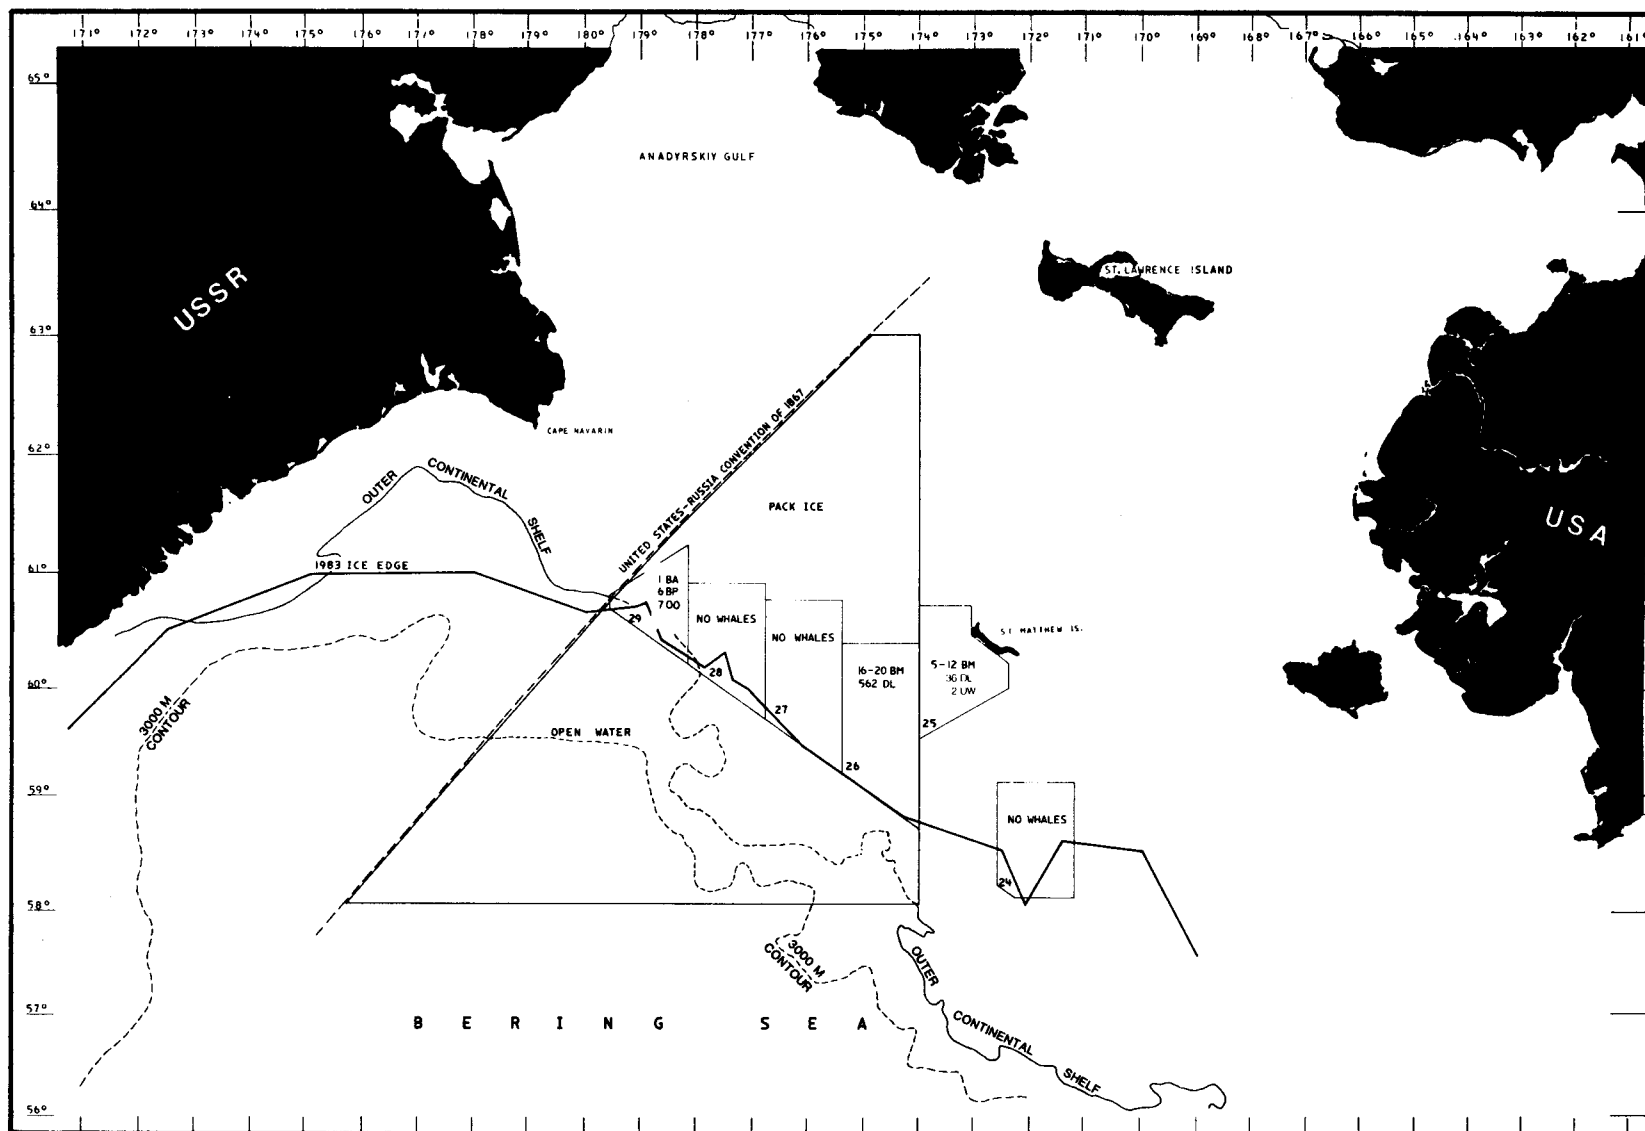 171° 172° 173° 174° 175° 176° 177° 178° 179° 180° 179° 178° 177° 176° 175° 174° 173° 172° 171° 170° 169° 168° 167° 166° 165° 164° 163° 162° 161°
65°
ANADYRSKIY GULF
64°
ST. LAWRENCE ISLAND
USSR
63°
UNITED STATES-RUSSIA CONVENTION OF 1867
CAPE NAVARIN
62°
OUTER CONTINENTAL SHELF
PACK ICE
USA
61°
1983 ICE EDGE
1 BA
6 BP
7 OO
29
NO WHALES
28
NO WHALES
27
16-20 BM
562 DL
26
5-12 BM
36 DL
2 UW
25
ST MATTHEW IS.
60°
3000 M
CONTOUR
OPEN WATER
59°
NO WHALES
24
58°
3000 M
CONTOUR
OUTER CONTINENTAL SHELF
57°
BERING SEA
56°